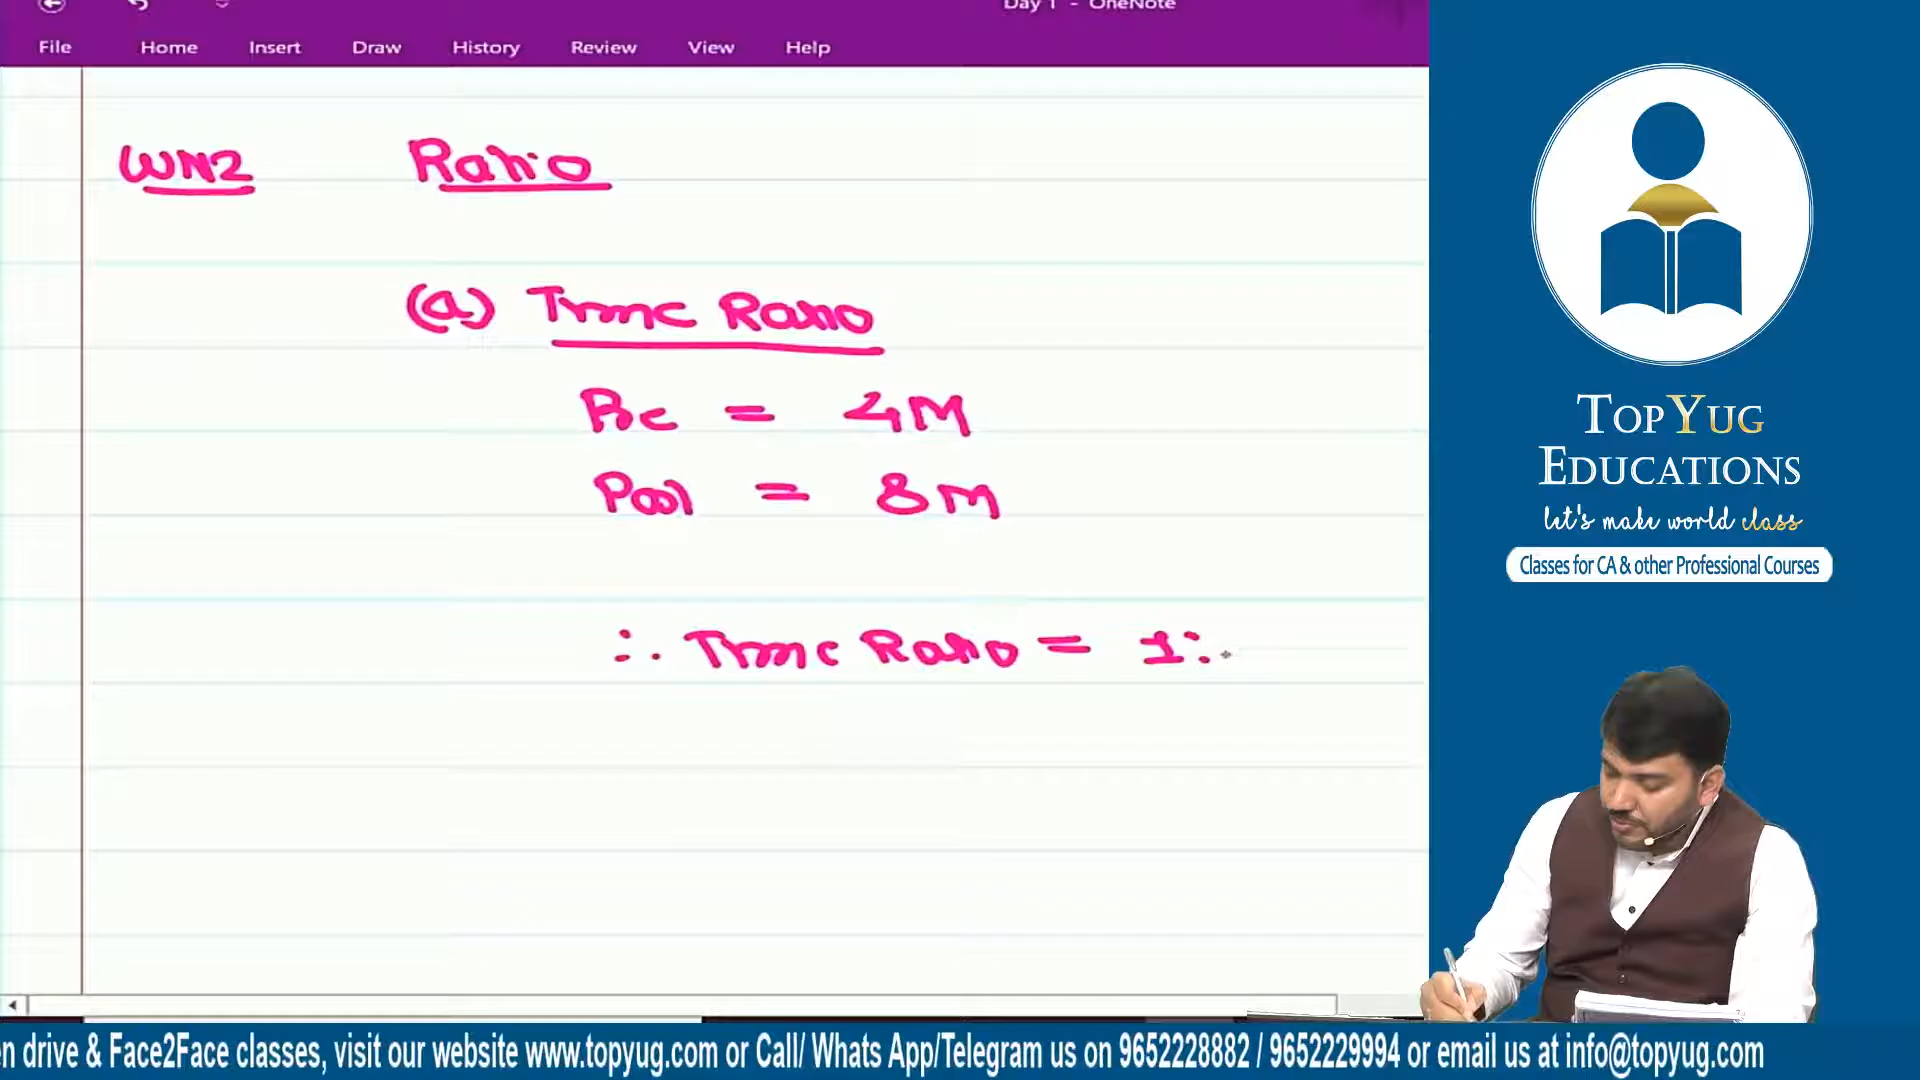 Day 1 - OneNote
File Home Insert Draw History Review View Help
WN2 Ratio
(a) Time Ratio
Pre = 4M
Post = 8M
∴ Time Ratio = 1:
TOPYUG
EDUCATIONS
let's make world class
Classes for CA & other Professional Courses
en drive & Face2Face classes, visit our website www.topyug.com or Call/ Whats App/Telegram us on 9652228882 / 9652229994 or email us at info@topyug.com